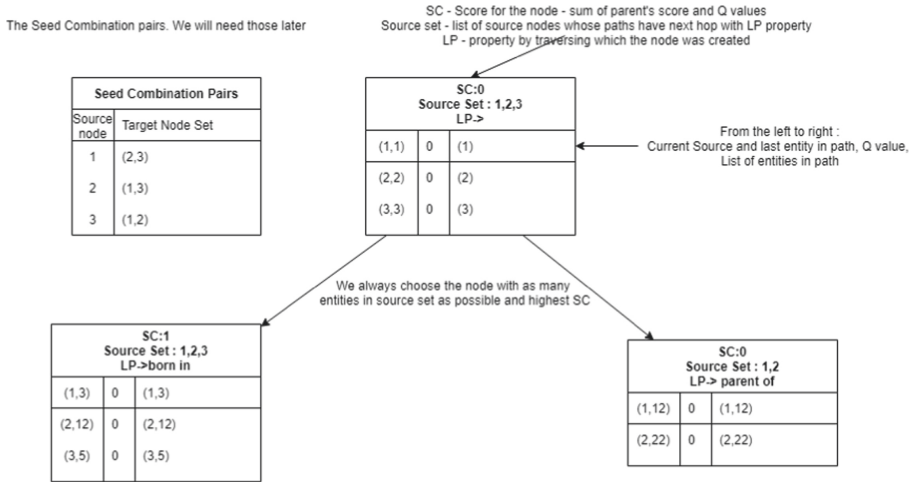 The Seed Combination pairs. We will need those later
SC - Score for the node - sum of parent's score and Q values
Source set - list of source nodes whose paths have next hop with LP property
LP - property by traversing which the node was created
Seed Combination Pairs
Source node
Target Node Set
1 (2,3)
2 (1,3)
3 (1,2)
SC:0
Source Set : 1,2,3
LP->
(1,1) 0 (1)
(2,2) 0 (2)
(3,3) 0 (3)
From the left to right :
Current Source and last entity in path, Q value,
List of entities in path
We always choose the node with as many
entities in source set as possible and highest SC
SC:1
Source Set : 1,2,3
LP->born in
(1,3) 0 (1,3)
(2,12) 0 (2,12)
(3,5) 0 (3,5)
SC:0
Source Set : 1,2
LP-> parent of
(1,12) 0 (1,12)
(2,22) 0 (2,22)